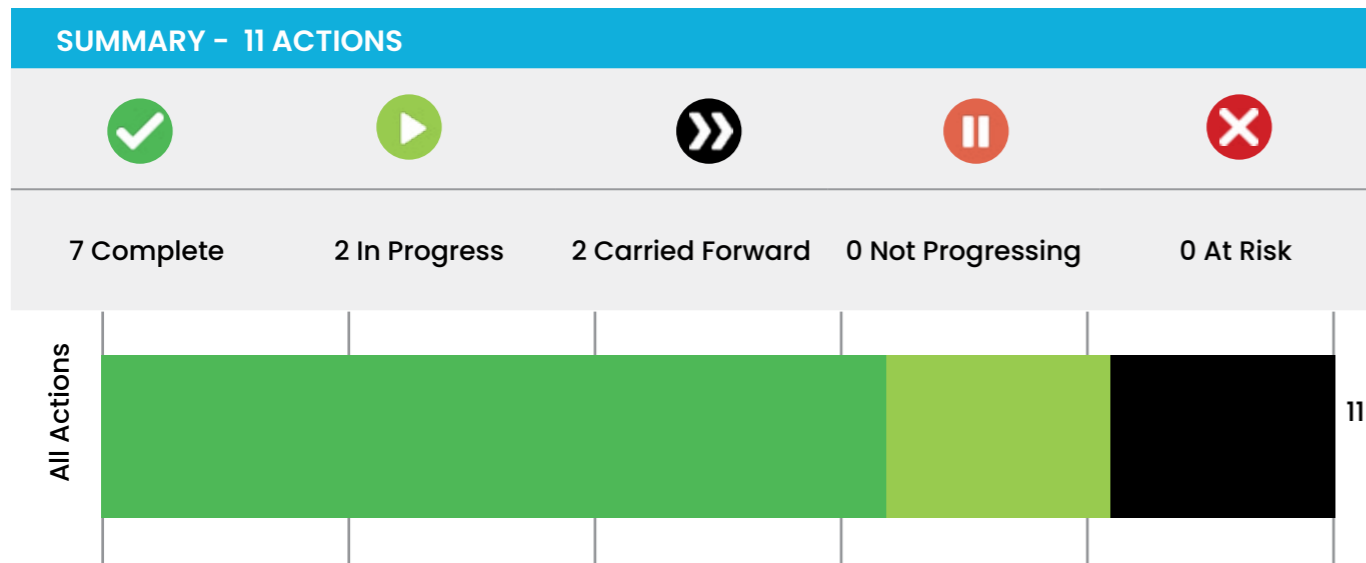 SUMMARY - 11 ACTIONS
7 Complete
2 In Progress
2 Carried Forward
0 Not Progressing
0 At Risk
All Actions
11